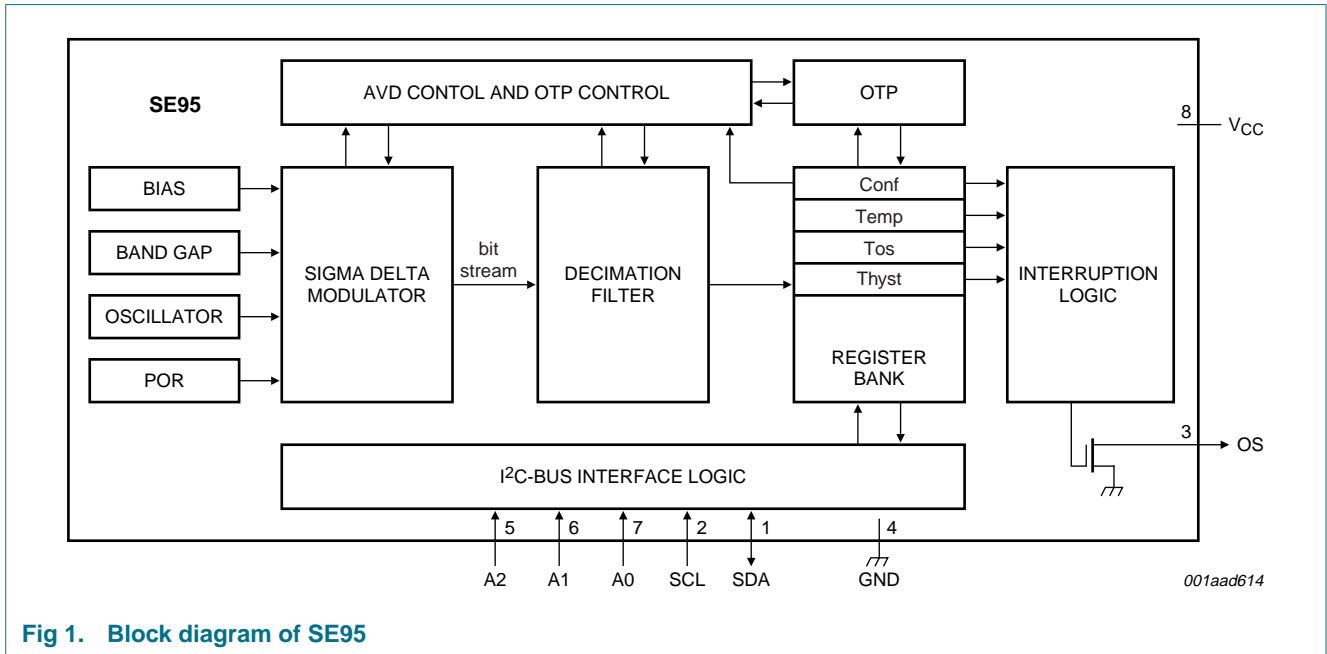 SE95
AVD CONTOL AND OTP CONTROL
OTP
8
VCC
BIAS
BAND GAP
OSCILLATOR
POR
SIGMA DELTA
MODULATOR
bit
stream
DECIMATION
FILTER
Conf
Temp
Tos
Thyst
REGISTER
BANK
INTERRUPTION
LOGIC
3
OS
I2C-BUS INTERFACE LOGIC
5
6
7
2
1
4
A2
A1
A0
SCL
SDA
GND
001aad614
Fig 1. Block diagram of SE95